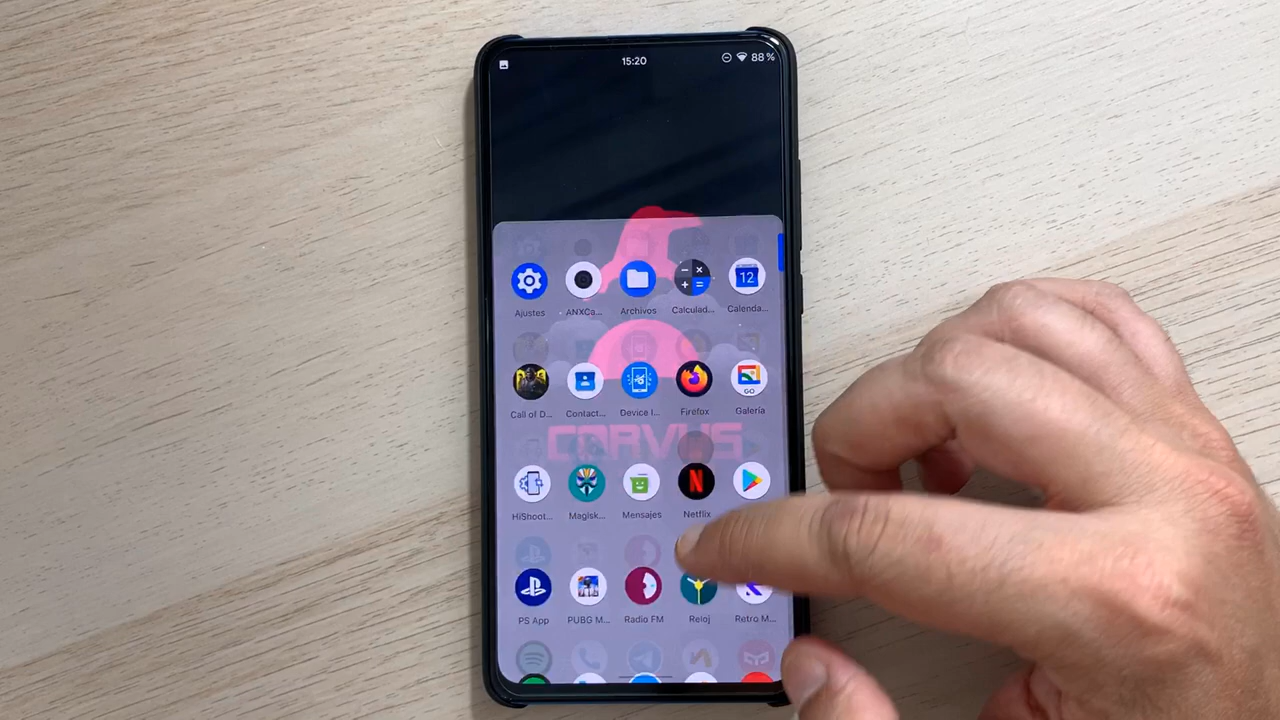 15:20
88%
12
Ajustes
ANXCa...
Archivos
Calculad...
Calenda...
GO
Call of D...
Contact...
Device I...
Firefox
Galería
CORVUS
HiShoot...
Magisk...
Mensajes
Netflix
PS App
PUBG M...
Radio FM
Reloj
Retro M...